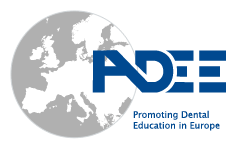 ADEE
Promoting Dental
Education in Europe